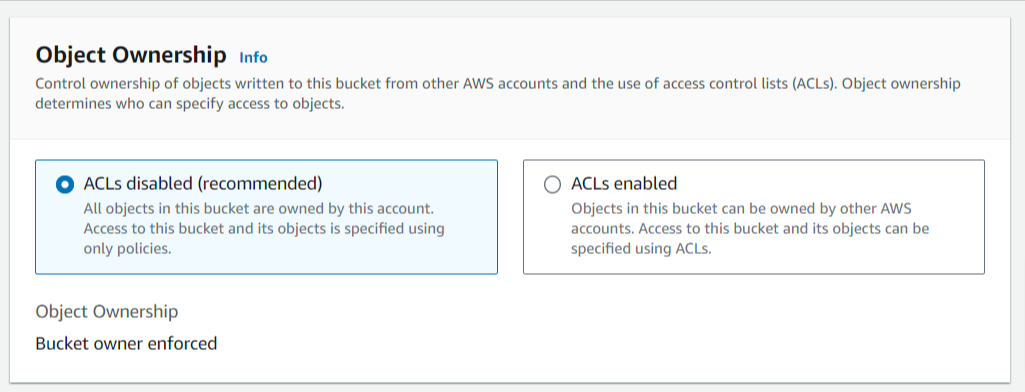 Object Ownership Info
Control ownership of objects written to this bucket from other AWS accounts and the use of access control lists (ACLs). Object ownership
determines who can specify access to objects.
ACLs disabled (recommended)
All objects in this bucket are owned by this account.
Access to this bucket and its objects is specified using
only policies.
ACLs enabled
Objects in this bucket can be owned by other AWS
accounts. Access to this bucket and its objects can be
specified using ACLs.
Object Ownership
Bucket owner enforced